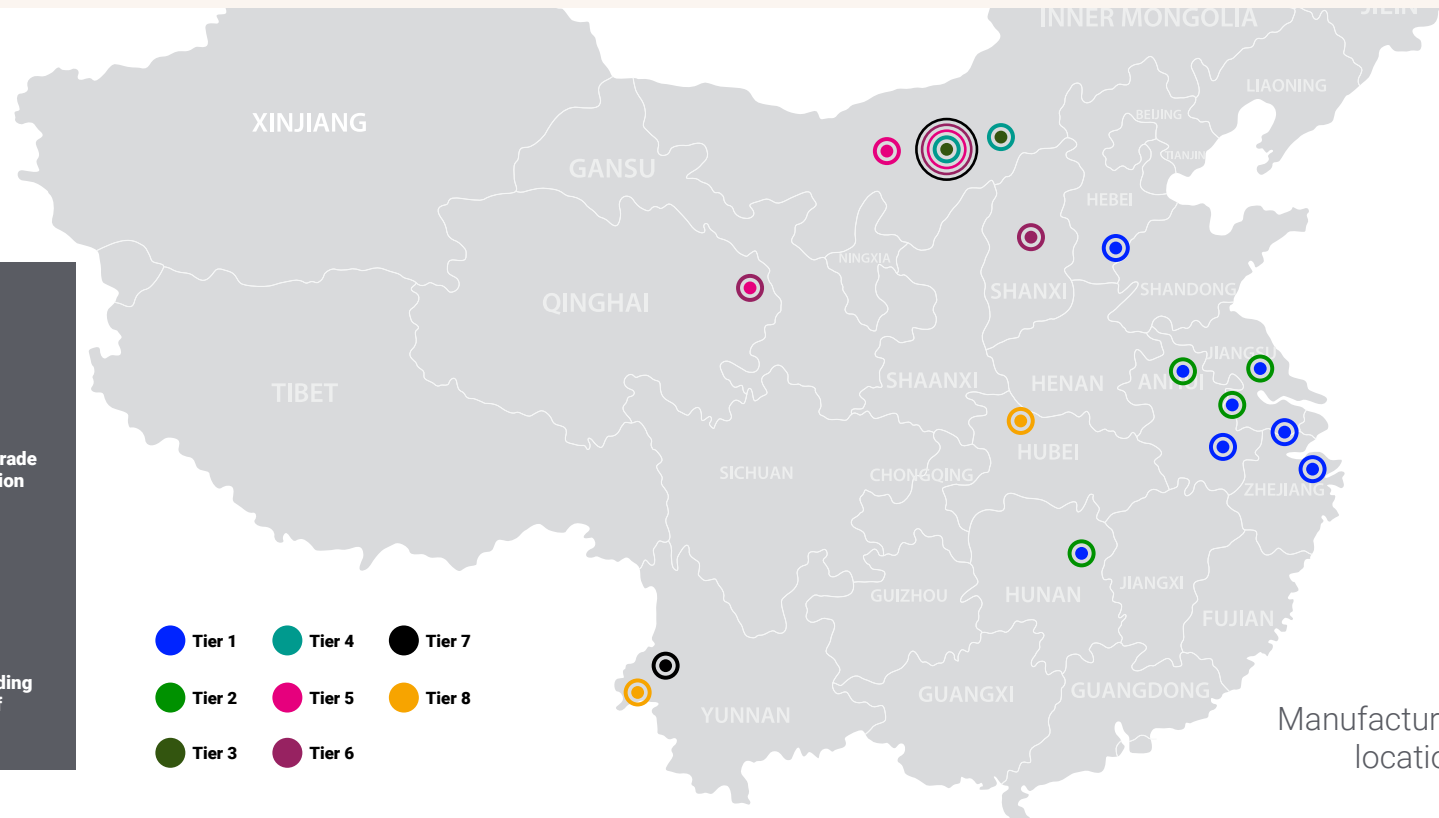 INNER MONGOLIA
LIAONING
XINJIANG
BEIJING
GANSU
TIANJIN
HEBEI
NINGXIA
QINGHAI
SHANXI
SHANDONG
JIANGSU
TIBET
SHAANXI
HENAN
HUBEI
SICHUAN
CHONGQING
ZHEJIANG
JIANGXI
GUIZHOU
HUNAN
FUJIAN
GUANGXI
GUANGDONG
YUNNAN
Tier 1
Tier 4
Tier 7
Tier 2
Tier 5
Tier 8
Tier 3
Tier 6